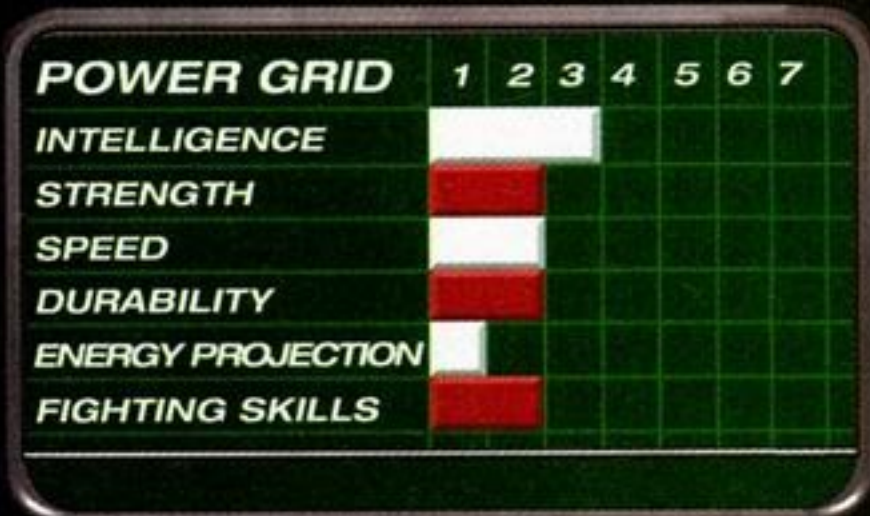 POWER GRID 1 2 3 4 5 6 7
INTELLIGENCE
STRENGTH
SPEED
DURABILITY
ENERGY PROJECTION
FIGHTING SKILLS